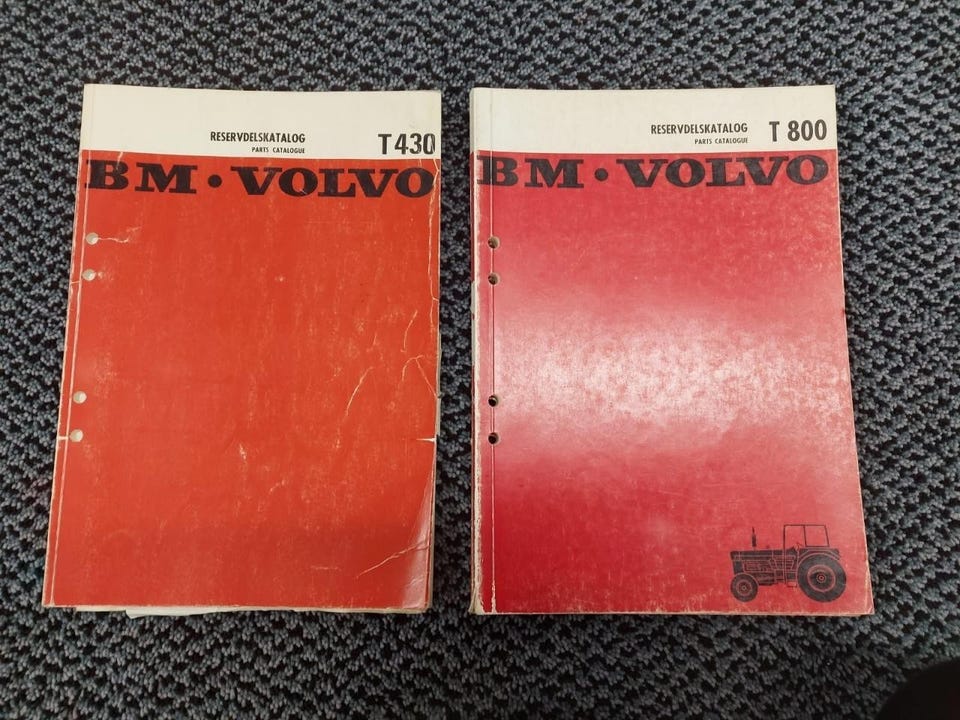 RESERVDELSKATALOG
PARTS CATALOGUE
T430
BM • VOLVO
RESERVDELSKATALOG
PARTS CATALOGUE
T 800
BM • VOLVO